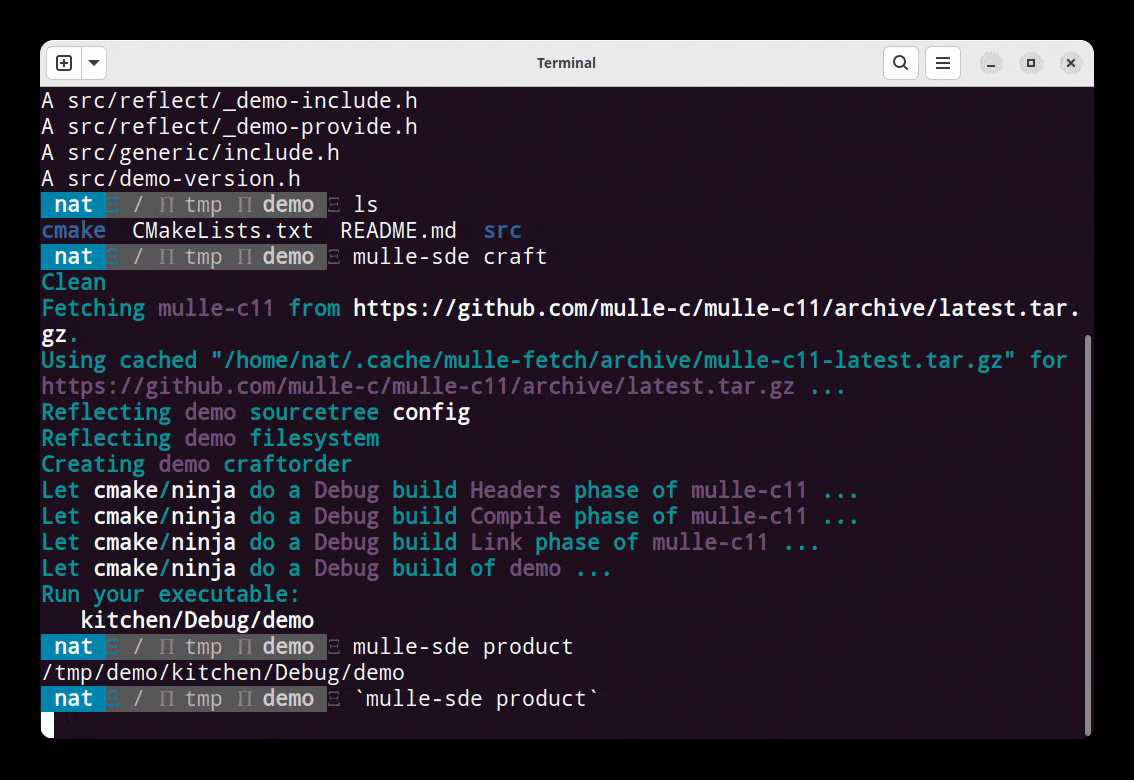 Terminal
A src/reflect/_demo-include.h
A src/reflect/_demo-provide.h
A src/generic/include.h
A src/demo-version.h
nat Ξ / Π tmp Π demo Ξ ls
cmake  CMakeLists.txt  README.md  src
nat Ξ / Π tmp Π demo Ξ mulle-sde craft
Clean
Fetching mulle-c11 from https://github.com/mulle-c/mulle-c11/archive/latest.tar.
gz.
Using cached "/home/nat/.cache/mulle-fetch/archive/mulle-c11-latest.tar.gz" for
https://github.com/mulle-c/mulle-c11/archive/latest.tar.gz ...
Reflecting demo sourcetree config
Reflecting demo filesystem
Creating demo craftorder
Let cmake/ninja do a Debug build Headers phase of mulle-c11 ...
Let cmake/ninja do a Debug build Compile phase of mulle-c11 ...
Let cmake/ninja do a Debug build Link phase of mulle-c11 ...
Let cmake/ninja do a Debug build of demo ...
Run your executable:
   kitchen/Debug/demo
nat Ξ / Π tmp Π demo Ξ mulle-sde product
/tmp/demo/kitchen/Debug/demo
nat Ξ / Π tmp Π demo Ξ `mulle-sde product`